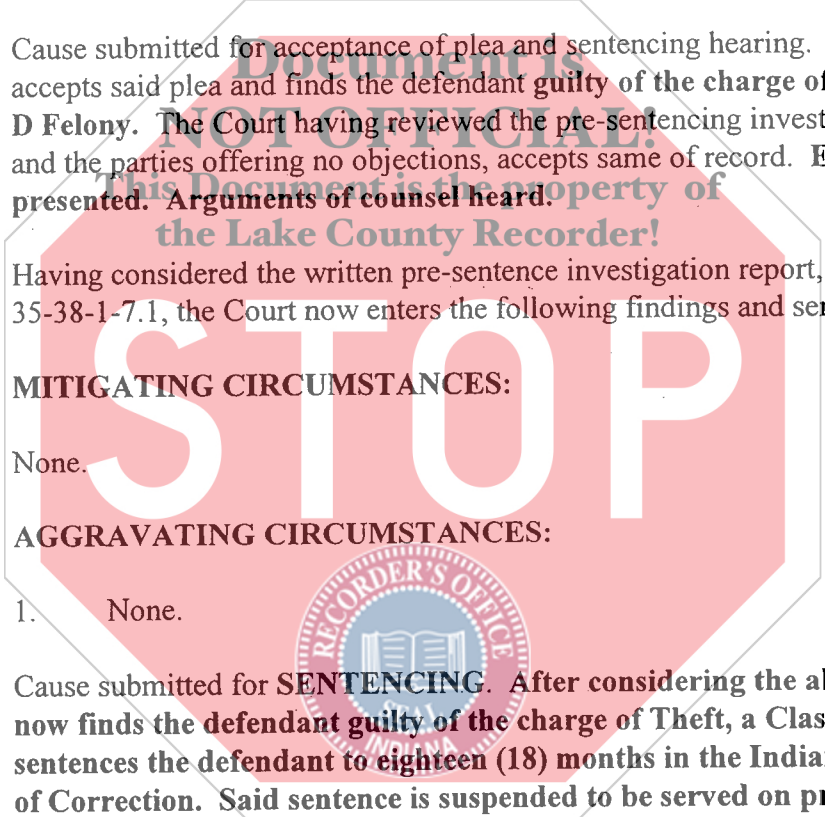 Cause submitted for acceptance of plea and sentencing hearing.
accepts said plea and finds the defendant guilty of the charge of
D Felony. The Court having reviewed the pre-sentencing invest
and the parties offering no objections, accepts same of record. E
presented. Arguments of counsel heard.
Document is
NOT OFFICIAL!
This Document is the property of
the Lake County Recorder!
Having considered the written pre-sentence investigation report,
35-38-1-7.1, the Court now enters the following findings and ser
STOP
MITIGATING CIRCUMSTANCES:
None.
AGGRAVATING CIRCUMSTANCES:
1. None.
RECORDER'S OFFICE
SEAL
INDIANA
Cause submitted for SENTENCING. After considering the al
now finds the defendant guilty of the charge of Theft, a Clas
sentences the defendant to eighteen (18) months in the India
of Correction. Said sentence is suspended to be served on pr